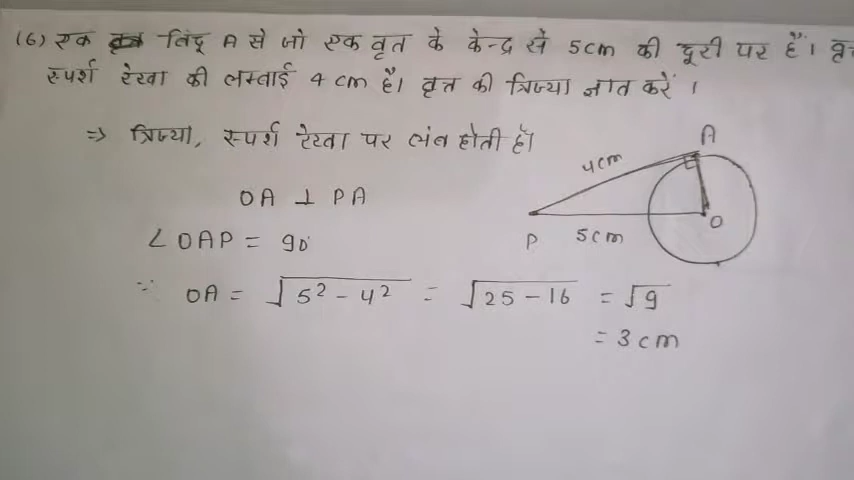 (6) एक बिंदू A से जो एक वृत के केन्द्र से 5cm की दूरी पर है। वृत्त
स्पर्श रेखा की लम्बाई 4 cm है। वृत्त की त्रिज्या ज्ञात करें ।
=> त्रिज्या, स्पर्श रेखा पर लंब होती है।
A
4cm
O
P 5cm
OA ⊥ PA
∠OAP = 90°
∵ OA = √5² - 4² = √25 - 16 = √9
= 3 cm